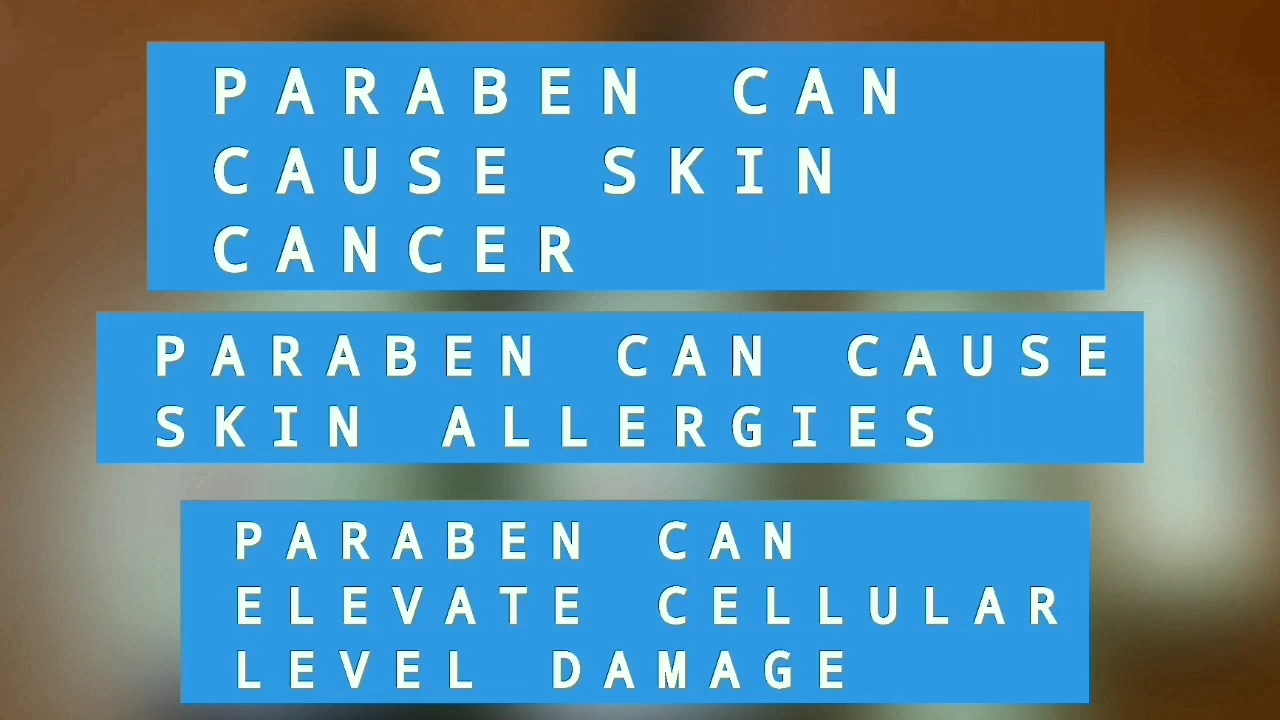 PARABEN CAN
CAUSE SKIN
CANCER
PARABEN CAN CAUSE
SKIN ALLERGIES
PARABEN CAN
ELEVATE CELLULAR
LEVEL DAMAGE